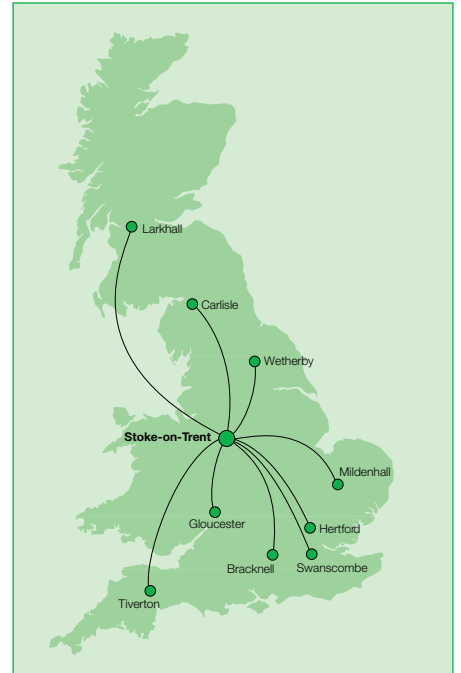 Larkhall
Carlisle
Wetherby
Stoke-on-Trent
Mildenhall
Gloucester
Hertford
Bracknell
Swanscombe
Tiverton